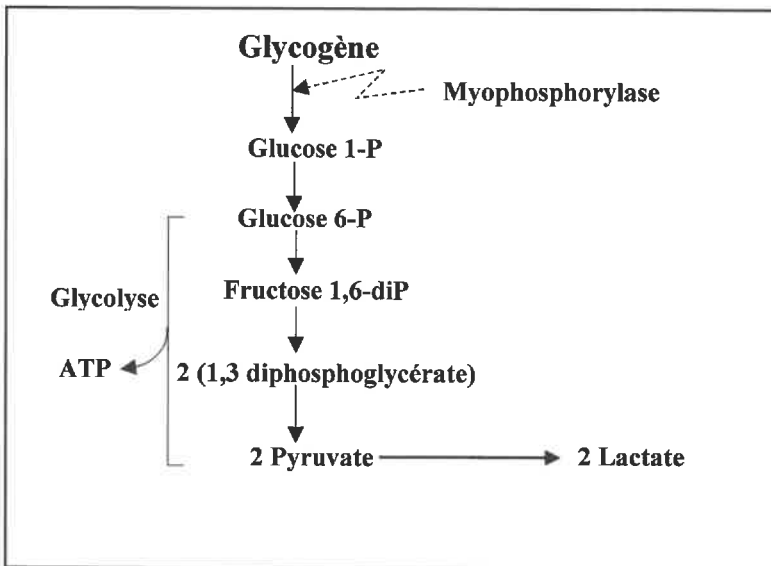 Glycogène
Myophosphorylase
Glucose 1-P
Glucose 6-P
Glycolyse
Fructose 1,6-diP
ATP
2 (1,3 diphosphoglycérate)
2 Pyruvate
2 Lactate